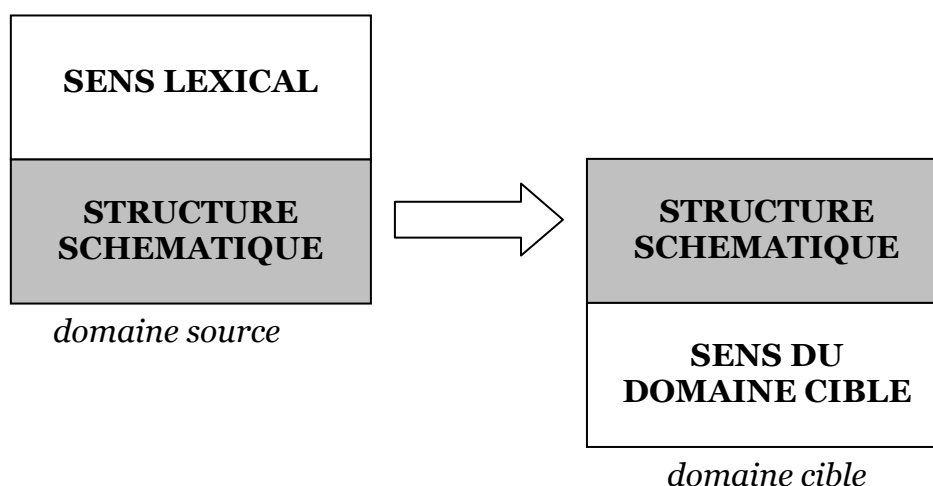 SENS LEXICAL
STRUCTURE
SCHEMATIQUE
domaine source
STRUCTURE
SCHEMATIQUE
SENS DU
DOMAINE CIBLE
domaine cible